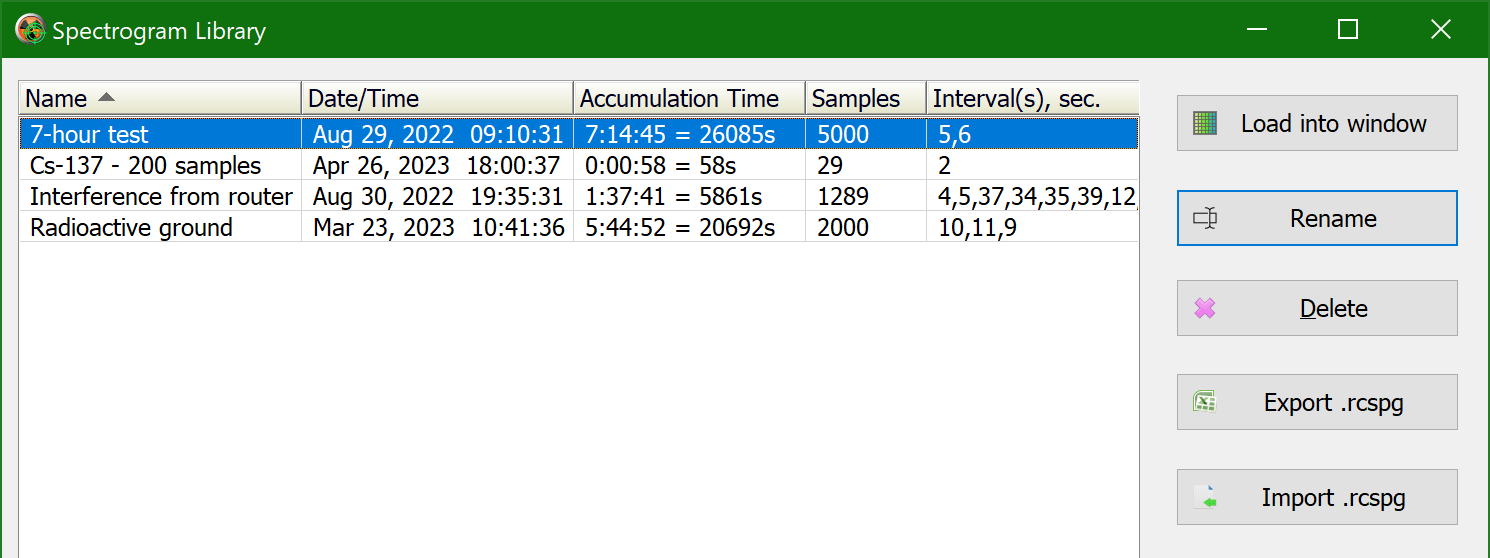 Spectrogram Library
Name Date/Time Accumulation Time Samples Interval(s), sec.
7-hour test Aug 29, 2022 09:10:31 7:14:45 = 26085s 5000 5,6
Cs-137 - 200 samples Apr 26, 2023 18:00:37 0:00:58 = 58s 29 2
Interference from router Aug 30, 2022 19:35:31 1:37:41 = 5861s 1289 4,5,37,34,35,39,12,
Radioactive ground Mar 23, 2023 10:41:36 5:44:52 = 20692s 2000 10,11,9
Load into window
Rename
Delete
Export .rcspg
Import .rcspg